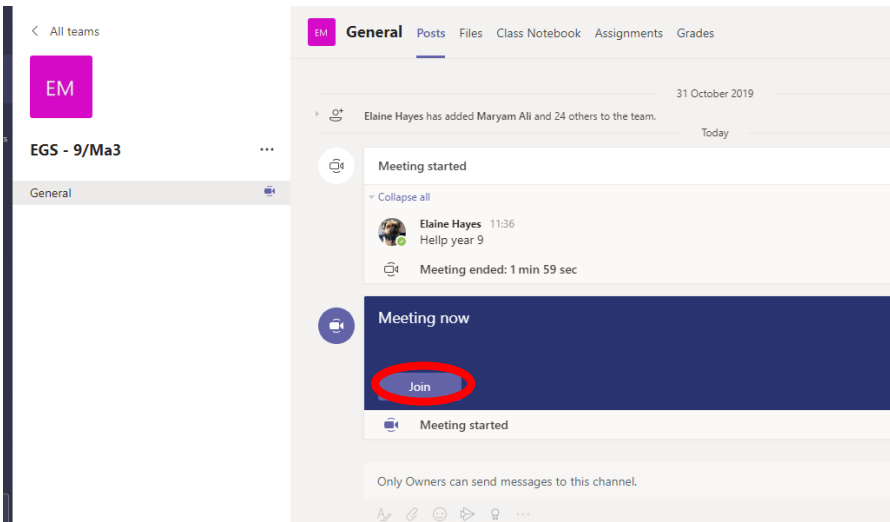 All teams
EM
EGS - 9/Ma3
...
General
EM General Posts Files Class Notebook Assignments Grades
31 October 2019
Elaine Hayes has added Maryam Ali and 24 others to the team.
Today
Meeting started
Collapse all
Elaine Hayes 11:36
Hellp year 9
Meeting ended: 1 min 59 sec
Meeting now
Join
Meeting started
Only Owners can send messages to this channel.